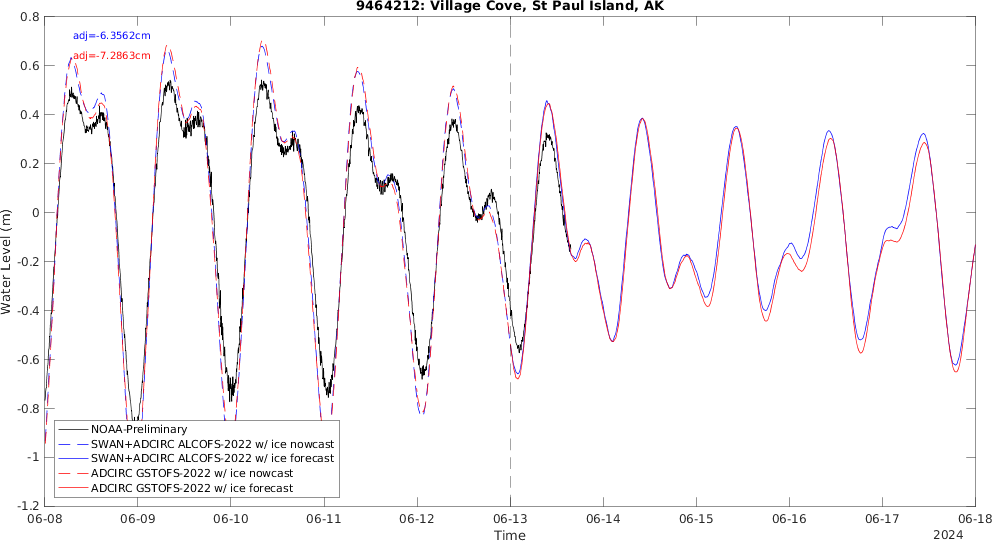 9464212: Village Cove, St Paul Island, AK
adj=-6.3562cm
adj=-7.2863cm
Water Level (m)
0.8
0.6
0.4
0.2
0
-0.2
-0.4
-0.6
-0.8
-1
-1.2
NOAA-Preliminary
SWAN+ADCIRC ALCOFS-2022 w/ ice nowcast
SWAN+ADCIRC ALCOFS-2022 w/ ice forecast
ADCIRC GSTOFS-2022 w/ ice nowcast
ADCIRC GSTOFS-2022 w/ ice forecast
06-08 06-09 06-10 06-11 06-12 06-13 06-14 06-15 06-16 06-17 06-18
Time
2024